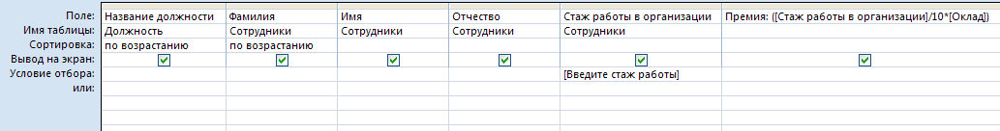 Поле: Название должности Фамилия Имя Отчество Стаж работы в организации Премия: ([Стаж работы в организации]/10*[Оклад])
Имя таблицы: Должность Сотрудники Сотрудники Сотрудники Сотрудники
Сортировка: по возрастанию по возрастанию
Вывод на экран:
Условие отбора: [Введите стаж работы]
или: